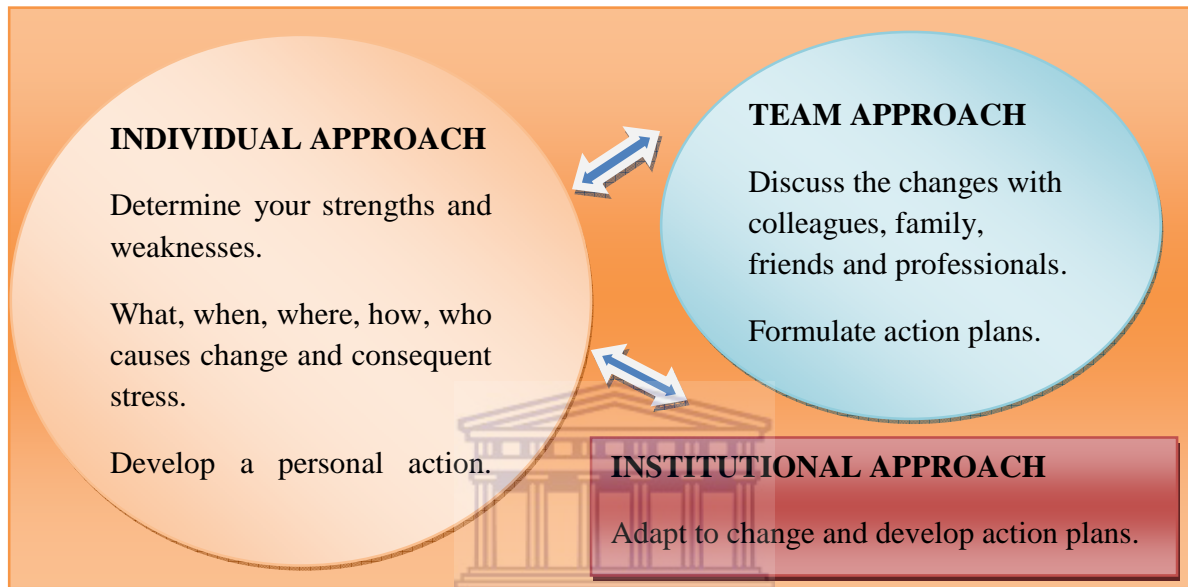 INDIVIDUAL APPROACH
Determine your strengths and
weaknesses.
What, when, where, how, who
causes change and consequent
stress.
Develop a personal action.
TEAM APPROACH
Discuss the changes with
colleagues, family,
friends and professionals.
Formulate action plans.
INSTITUTIONAL APPROACH
Adapt to change and develop action plans.